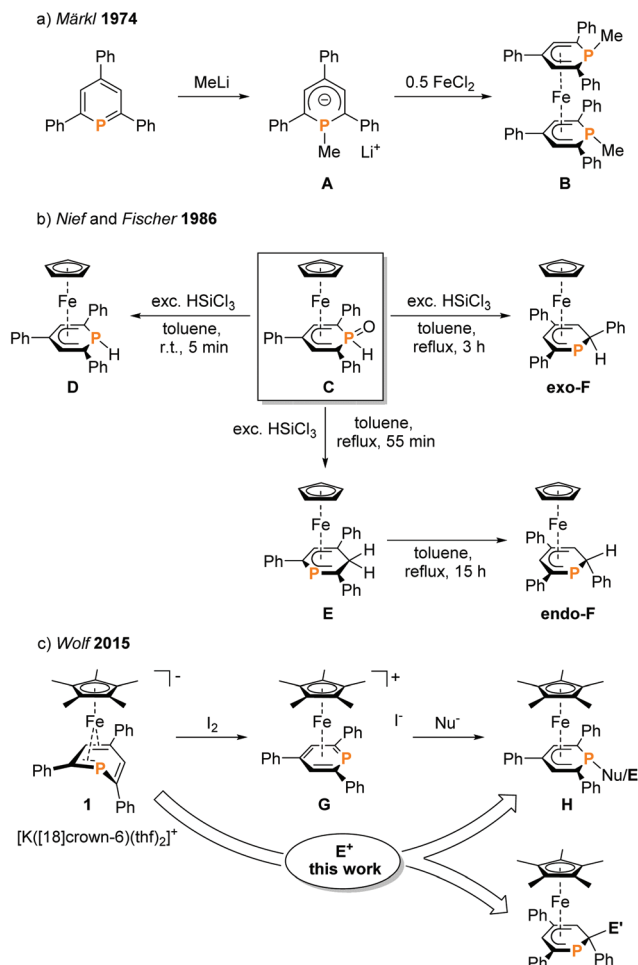 a) Märkl 1974
Ph
Ph P Ph
MeLi
Ph
Ph P Ph
Me Li⁺
⊖
A
0.5 FeCl₂
Ph Me
P
Ph
Ph
Fe
Ph
P
Ph Me
Ph
B
b) Nief and Fischer 1986
Fe
Ph
Ph P
H
Ph
D
exc. HSiCl₃
toluene,
r.t., 5 min
Fe
Ph
O
Ph P
H
Ph
C
exc. HSiCl₃
toluene,
reflux, 3 h
Fe
Ph
Ph
Ph P H
exo-F
exc. HSiCl₃
toluene,
reflux, 55 min
Fe
Ph
H
Ph
P H
Ph
E
toluene,
reflux, 15 h
Fe
Ph
H
Ph P
Ph
endo-F
c) Wolf 2015
-
Fe
Ph
Ph P
Ph
1
[K([18]crown-6)(thf)₂]⁺
I₂
+
Fe
Ph
Ph P
Ph
I⁻
G
Nu⁻
Fe
Ph
Ph P
Nu/E
Ph
H
E⁺
this work
Fe
Ph
E'
Ph P Ph